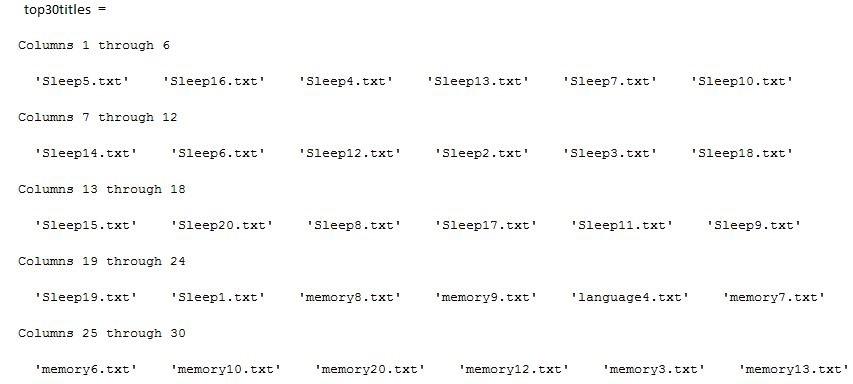 top30titles =
Columns 1 through 6
'Sleep5.txt' 'Sleep16.txt' 'Sleep4.txt' 'Sleep13.txt' 'Sleep7.txt' 'Sleep10.txt'
Columns 7 through 12
'Sleep14.txt' 'Sleep6.txt' 'Sleep12.txt' 'Sleep2.txt' 'Sleep3.txt' 'Sleep18.txt'
Columns 13 through 18
'Sleep15.txt' 'Sleep20.txt' 'Sleep8.txt' 'Sleep17.txt' 'Sleep11.txt' 'Sleep9.txt'
Columns 19 through 24
'Sleep19.txt' 'Sleep1.txt' 'memory8.txt' 'memory9.txt' 'language4.txt' 'memory7.txt'
Columns 25 through 30
'memory6.txt' 'memory10.txt' 'memory20.txt' 'memory12.txt' 'memory3.txt' 'memory13.txt'